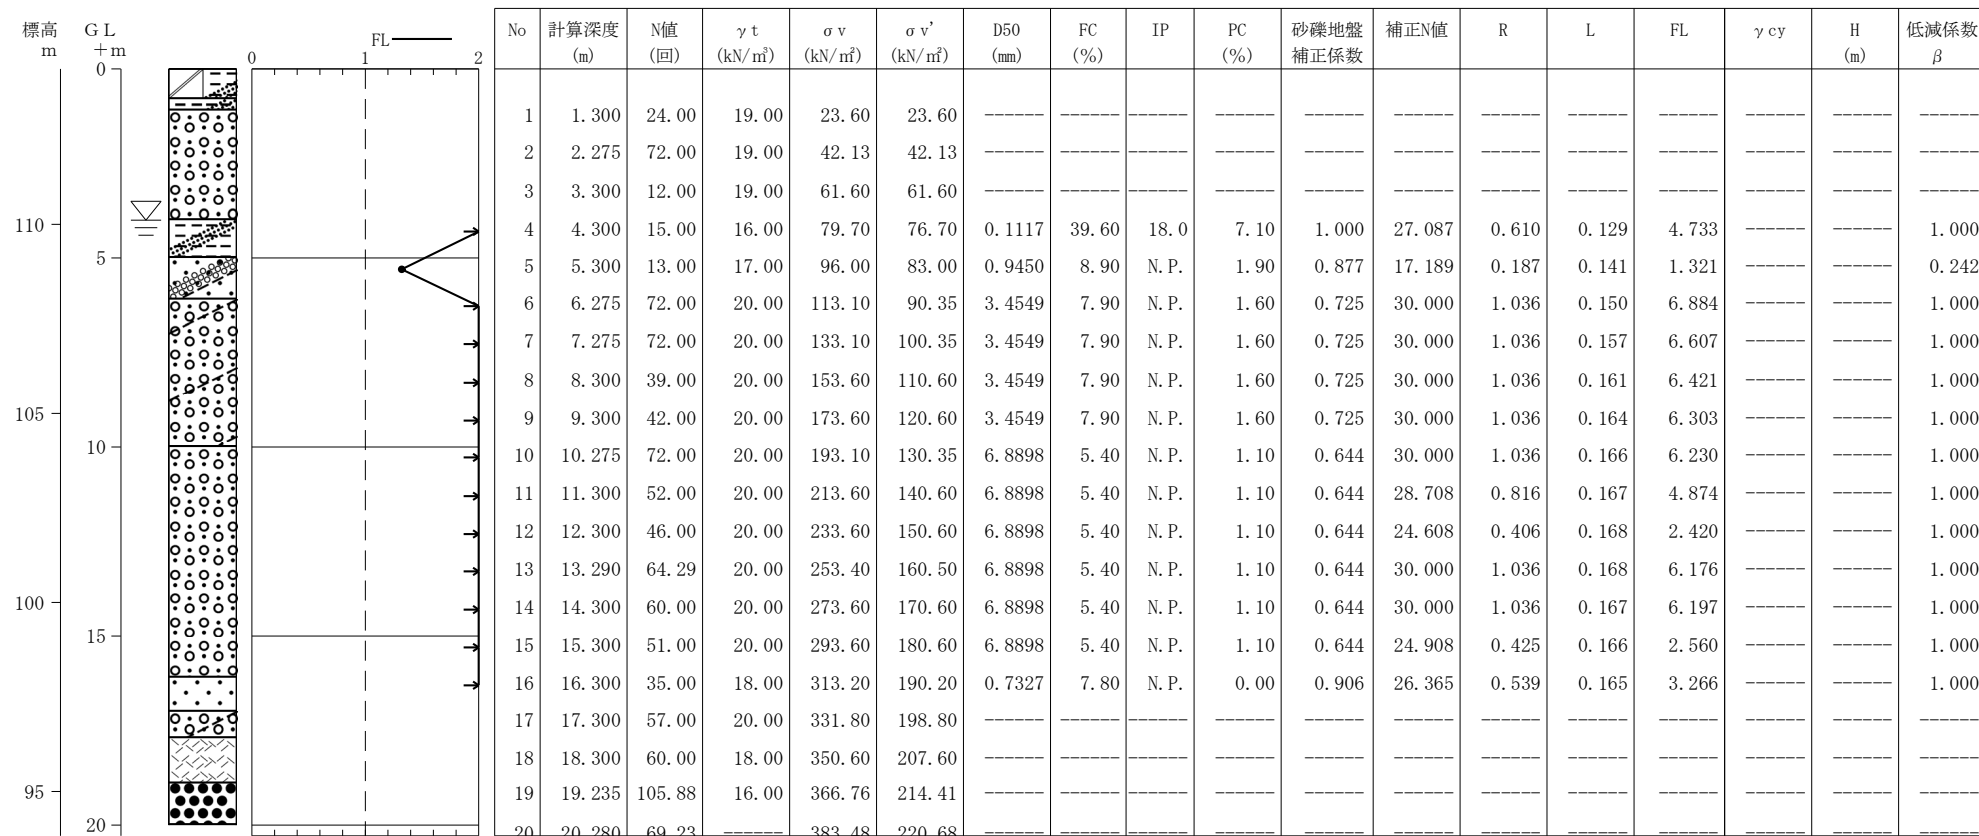 標高 m GL +m FL 0 1 2
No 計算深度 (m) N値 (回) γt (kN/㎥) σv (kN/㎡) σv' (kN/㎡) D50 (mm) FC (%) IP PC (%) 砂礫地盤 補正係数 補正N値 R L FL γcy H (m) 低減係数 β
0
1 1.300 24.00 19.00 23.60 23.60 ------ ------ ------ ------ ------ ------ ------ ------ ------ ------ ------ ------
2 2.275 72.00 19.00 42.13 42.13 ------ ------ ------ ------ ------ ------ ------ ------ ------ ------ ------ ------
3 3.300 12.00 19.00 61.60 61.60 ------ ------ ------ ------ ------ ------ ------ ------ ------ ------ ------ ------
110
4 4.300 15.00 16.00 79.70 76.70 0.1117 39.60 18.0 7.10 1.000 27.087 0.610 0.129 4.733 ------ ------ 1.000
5
5 5.300 13.00 17.00 96.00 83.00 0.9450 8.90 N.P. 1.90 0.877 17.189 0.187 0.141 1.321 ------ ------ 0.242
6 6.275 72.00 20.00 113.10 90.35 3.4549 7.90 N.P. 1.60 0.725 30.000 1.036 0.150 6.884 ------ ------ 1.000
7 7.275 72.00 20.00 133.10 100.35 3.4549 7.90 N.P. 1.60 0.725 30.000 1.036 0.157 6.607 ------ ------ 1.000
8 8.300 39.00 20.00 153.60 110.60 3.4549 7.90 N.P. 1.60 0.725 30.000 1.036 0.161 6.421 ------ ------ 1.000
105
9 9.300 42.00 20.00 173.60 120.60 3.4549 7.90 N.P. 1.60 0.725 30.000 1.036 0.164 6.303 ------ ------ 1.000
10
10 10.275 72.00 20.00 193.10 130.35 6.8898 5.40 N.P. 1.10 0.644 30.000 1.036 0.166 6.230 ------ ------ 1.000
11 11.300 52.00 20.00 213.60 140.60 6.8898 5.40 N.P. 1.10 0.644 28.708 0.816 0.167 4.874 ------ ------ 1.000
12 12.300 46.00 20.00 233.60 150.60 6.8898 5.40 N.P. 1.10 0.644 24.608 0.406 0.168 2.420 ------ ------ 1.000
13 13.290 64.29 20.00 253.40 160.50 6.8898 5.40 N.P. 1.10 0.644 30.000 1.036 0.168 6.176 ------ ------ 1.000
100
14 14.300 60.00 20.00 273.60 170.60 6.8898 5.40 N.P. 1.10 0.644 30.000 1.036 0.167 6.197 ------ ------ 1.000
15
15 15.300 51.00 20.00 293.60 180.60 6.8898 5.40 N.P. 1.10 0.644 24.908 0.425 0.166 2.560 ------ ------ 1.000
16 16.300 35.00 18.00 313.20 190.20 0.7327 7.80 N.P. 0.00 0.906 26.365 0.539 0.165 3.266 ------ ------ 1.000
17 17.300 57.00 20.00 331.80 198.80 ------ ------ ------ ------ ------ ------ ------ ------ ------ ------ ------ ------
18 18.300 60.00 18.00 350.60 207.60 ------ ------ ------ ------ ------ ------ ------ ------ ------ ------ ------ ------
95
19 19.235 105.88 16.00 366.76 214.41 ------ ------ ------ ------ ------ ------ ------ ------ ------ ------ ------ ------
20
20 20.280 69.23 ------ 383.48 220.68 ------ ------ ------ ------ ------ ------ ------ ------ ------ ------ ------ ------